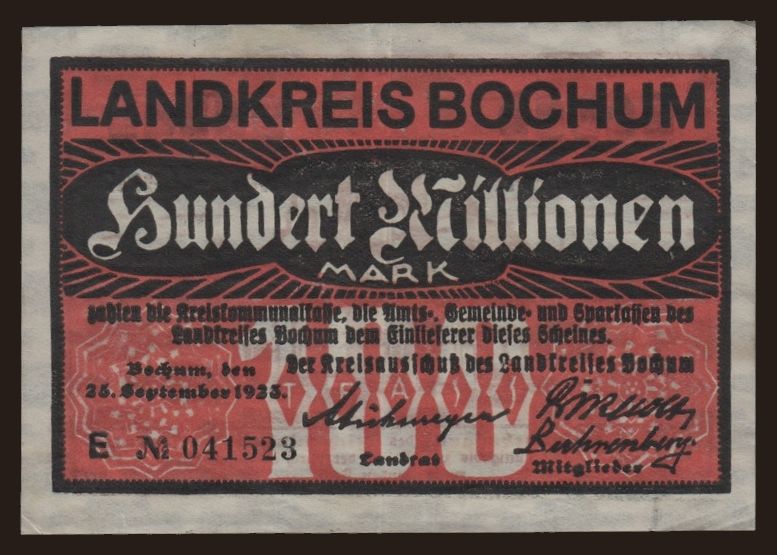 LANDKREIS BOCHUM
Hundert Millionen
MARK
zahlen die Kreiskommunalkasse, die Amts-, Gemeinde- und Sparkassen des
Landkreises Bochum dem Einlieferer dieses Scheines.
Bochum, den
25. September 1923.
Der Kreisausschuß des Landkreises Bochum
100
E № 041523
Landrat
Mitglieder